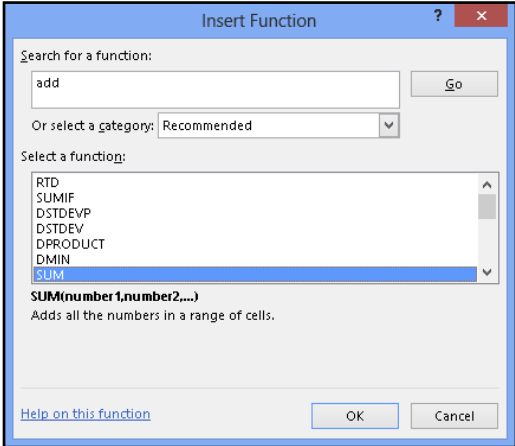 Insert Function
?
Search for a function:
add
Go
Or select a category: Recommended
Select a function:
RTD
SUMIF
DSTDEVP
DSTDEV
DPRODUCT
DMIN
SUM
SUM(number1,number2,...)
Adds all the numbers in a range of cells.
Help on this function
OK
Cancel